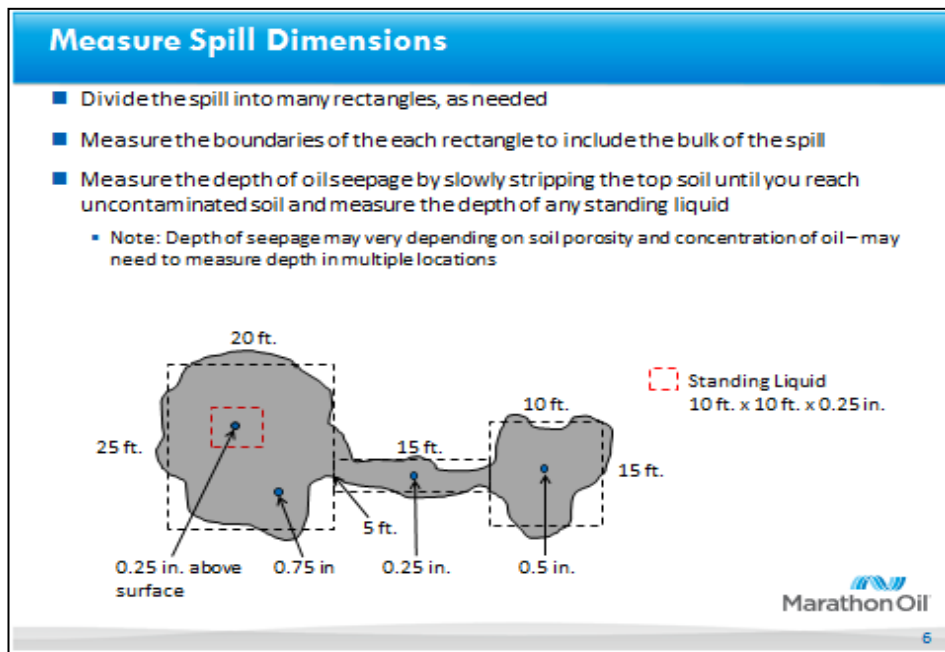 Measure Spill Dimensions
Divide the spill into many rectangles, as needed
Measure the boundaries of the each rectangle to include the bulk of the spill
Measure the depth of oil seepage by slowly stripping the top soil until you reach
uncontaminated soil and measure the depth of any standing liquid
Note: Depth of seepage may very depending on soil porosity and concentration of oil – may
need to measure depth in multiple locations
20 ft.
Standing Liquid
10 ft. x 10 ft. x 0.25 in.
10 ft.
25 ft.
15 ft.
15 ft.
5 ft.
0.25 in. above
surface
0.75 in
0.25 in.
0.5 in.
Marathon Oil
6